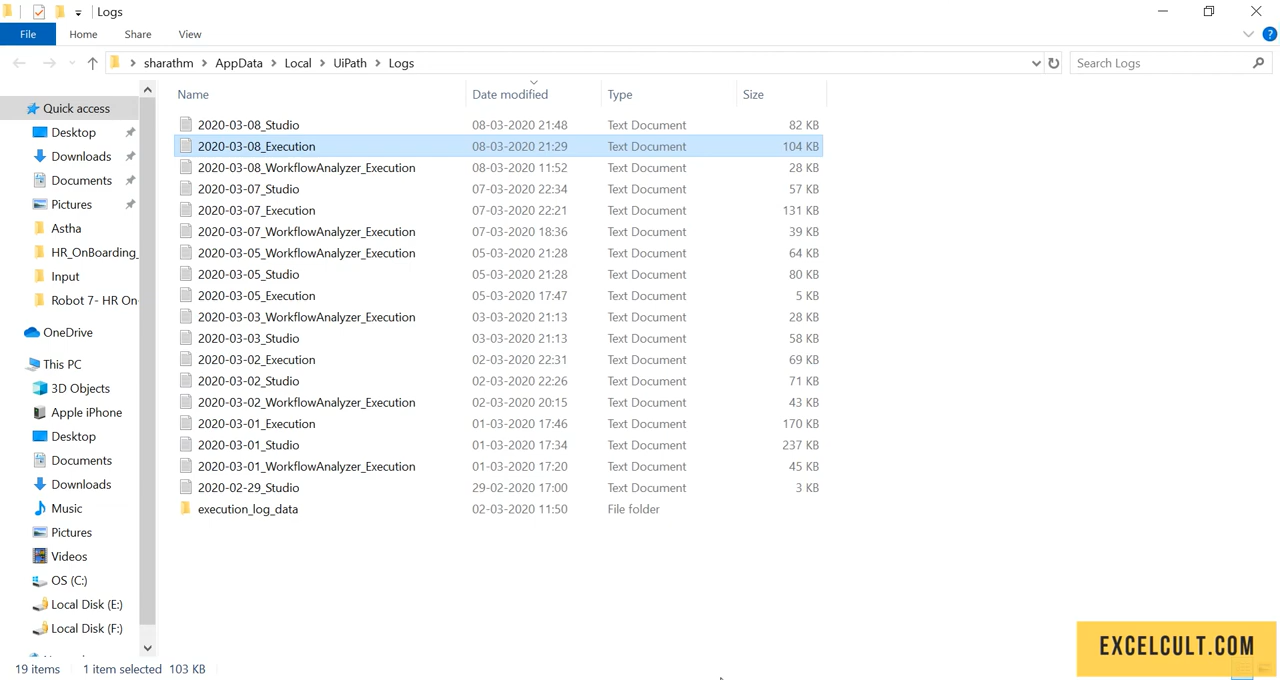 Logs
File Home Share View
sharathm AppData Local UiPath Logs Search Logs
Name Date modified Type Size
Quick access
Desktop
Downloads
Documents
Pictures
Astha
HR_OnBoarding_
Input
Robot 7- HR On
OneDrive
This PC
3D Objects
Apple iPhone
Desktop
Documents
Downloads
Music
Pictures
Videos
OS (C:)
Local Disk (E:)
Local Disk (F:)
2020-03-08_Studio 08-03-2020 21:48 Text Document 82 KB
2020-03-08_Execution 08-03-2020 21:29 Text Document 104 KB
2020-03-08_WorkflowAnalyzer_Execution 08-03-2020 11:52 Text Document 28 KB
2020-03-07_Studio 07-03-2020 22:34 Text Document 57 KB
2020-03-07_Execution 07-03-2020 22:21 Text Document 131 KB
2020-03-07_WorkflowAnalyzer_Execution 07-03-2020 18:36 Text Document 39 KB
2020-03-05_WorkflowAnalyzer_Execution 05-03-2020 21:28 Text Document 64 KB
2020-03-05_Studio 05-03-2020 21:28 Text Document 80 KB
2020-03-05_Execution 05-03-2020 17:47 Text Document 5 KB
2020-03-03_WorkflowAnalyzer_Execution 03-03-2020 21:13 Text Document 28 KB
2020-03-03_Studio 03-03-2020 21:13 Text Document 58 KB
2020-03-02_Execution 02-03-2020 22:31 Text Document 69 KB
2020-03-02_Studio 02-03-2020 22:26 Text Document 71 KB
2020-03-02_WorkflowAnalyzer_Execution 02-03-2020 20:15 Text Document 43 KB
2020-03-01_Execution 01-03-2020 17:46 Text Document 170 KB
2020-03-01_Studio 01-03-2020 17:34 Text Document 237 KB
2020-03-01_WorkflowAnalyzer_Execution 01-03-2020 17:20 Text Document 45 KB
2020-02-29_Studio 29-02-2020 17:00 Text Document 3 KB
execution_log_data 02-03-2020 11:50 File folder
19 items 1 item selected 103 KB
EXCELCULT.COM